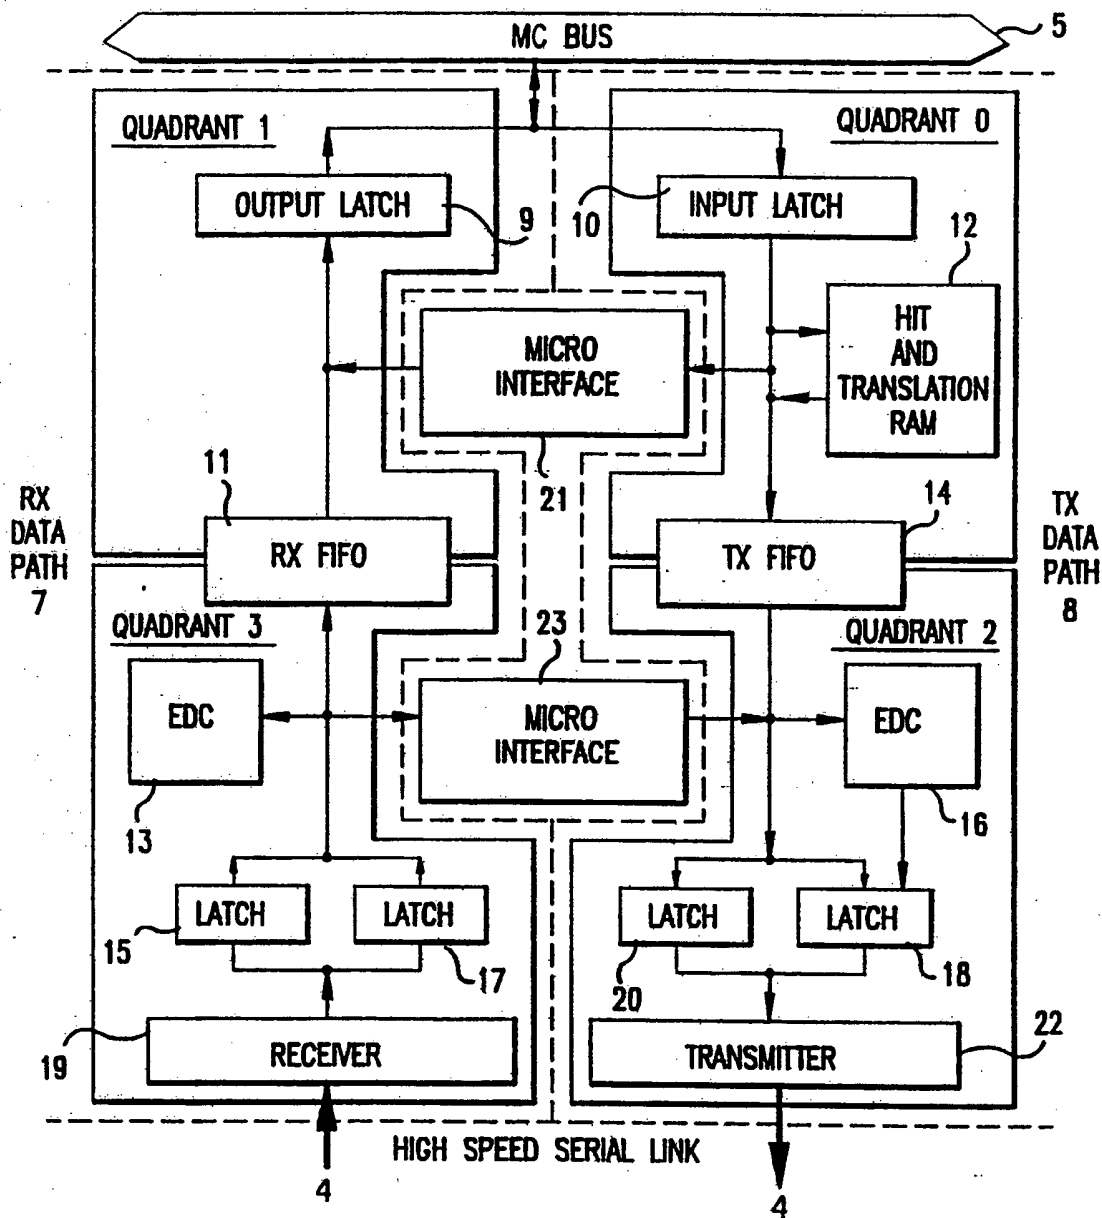 MC BUS
5
QUADRANT 1
QUADRANT 0
OUTPUT LATCH
9
10
INPUT LATCH
12
HIT
AND
TRANSLATION
RAM
MICRO
INTERFACE
21
11
RX FIFO
14
TX FIFO
RX
DATA
PATH
7
TX
DATA
PATH
8
QUADRANT 3
QUADRANT 2
23
EDC
13
MICRO
INTERFACE
EDC
16
LATCH
15
LATCH
17
LATCH
20
LATCH
18
RECEIVER
19
TRANSMITTER
22
HIGH SPEED SERIAL LINK
4
4